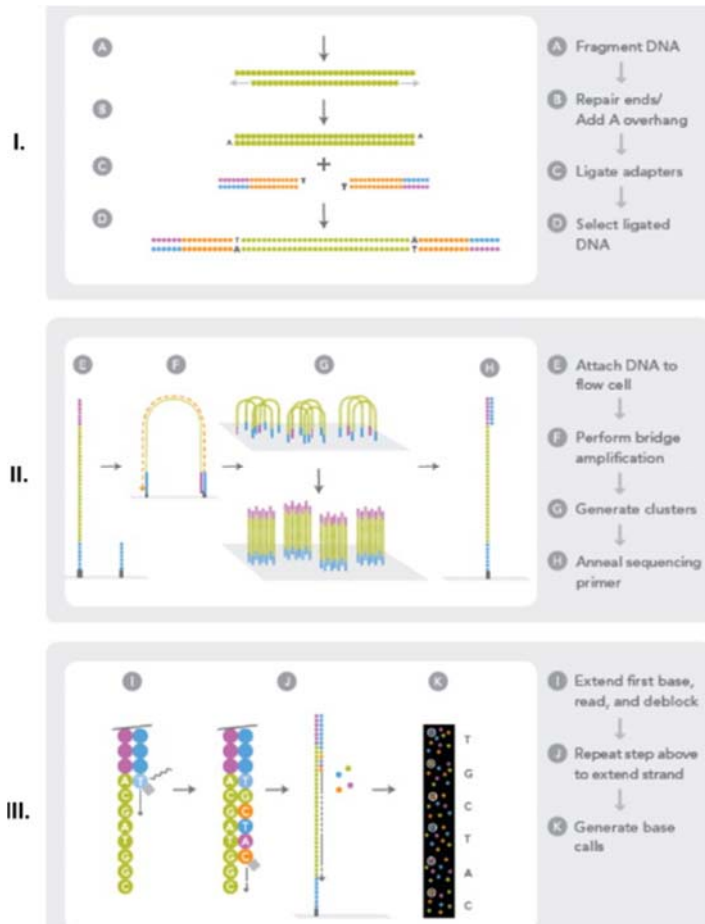 I.
A
A
A
B
C
T
T
D
T A
A T
A Fragment DNA
B Repair ends/
Add A overhang
C Ligate adapters
D Select ligated
DNA
II.
E F G H
E Attach DNA to
flow cell
F Perform bridge
amplification
G Generate clusters
H Anneal sequencing
primer
III.
I J K
A T
C
G
A
T
G
G
C
A T
C G
G C
A T
T A
G C
G
C
T
G
C
T
A
C
I Extend first base,
read, and deblock
J Repeat step above
to extend strand
K Generate base
calls